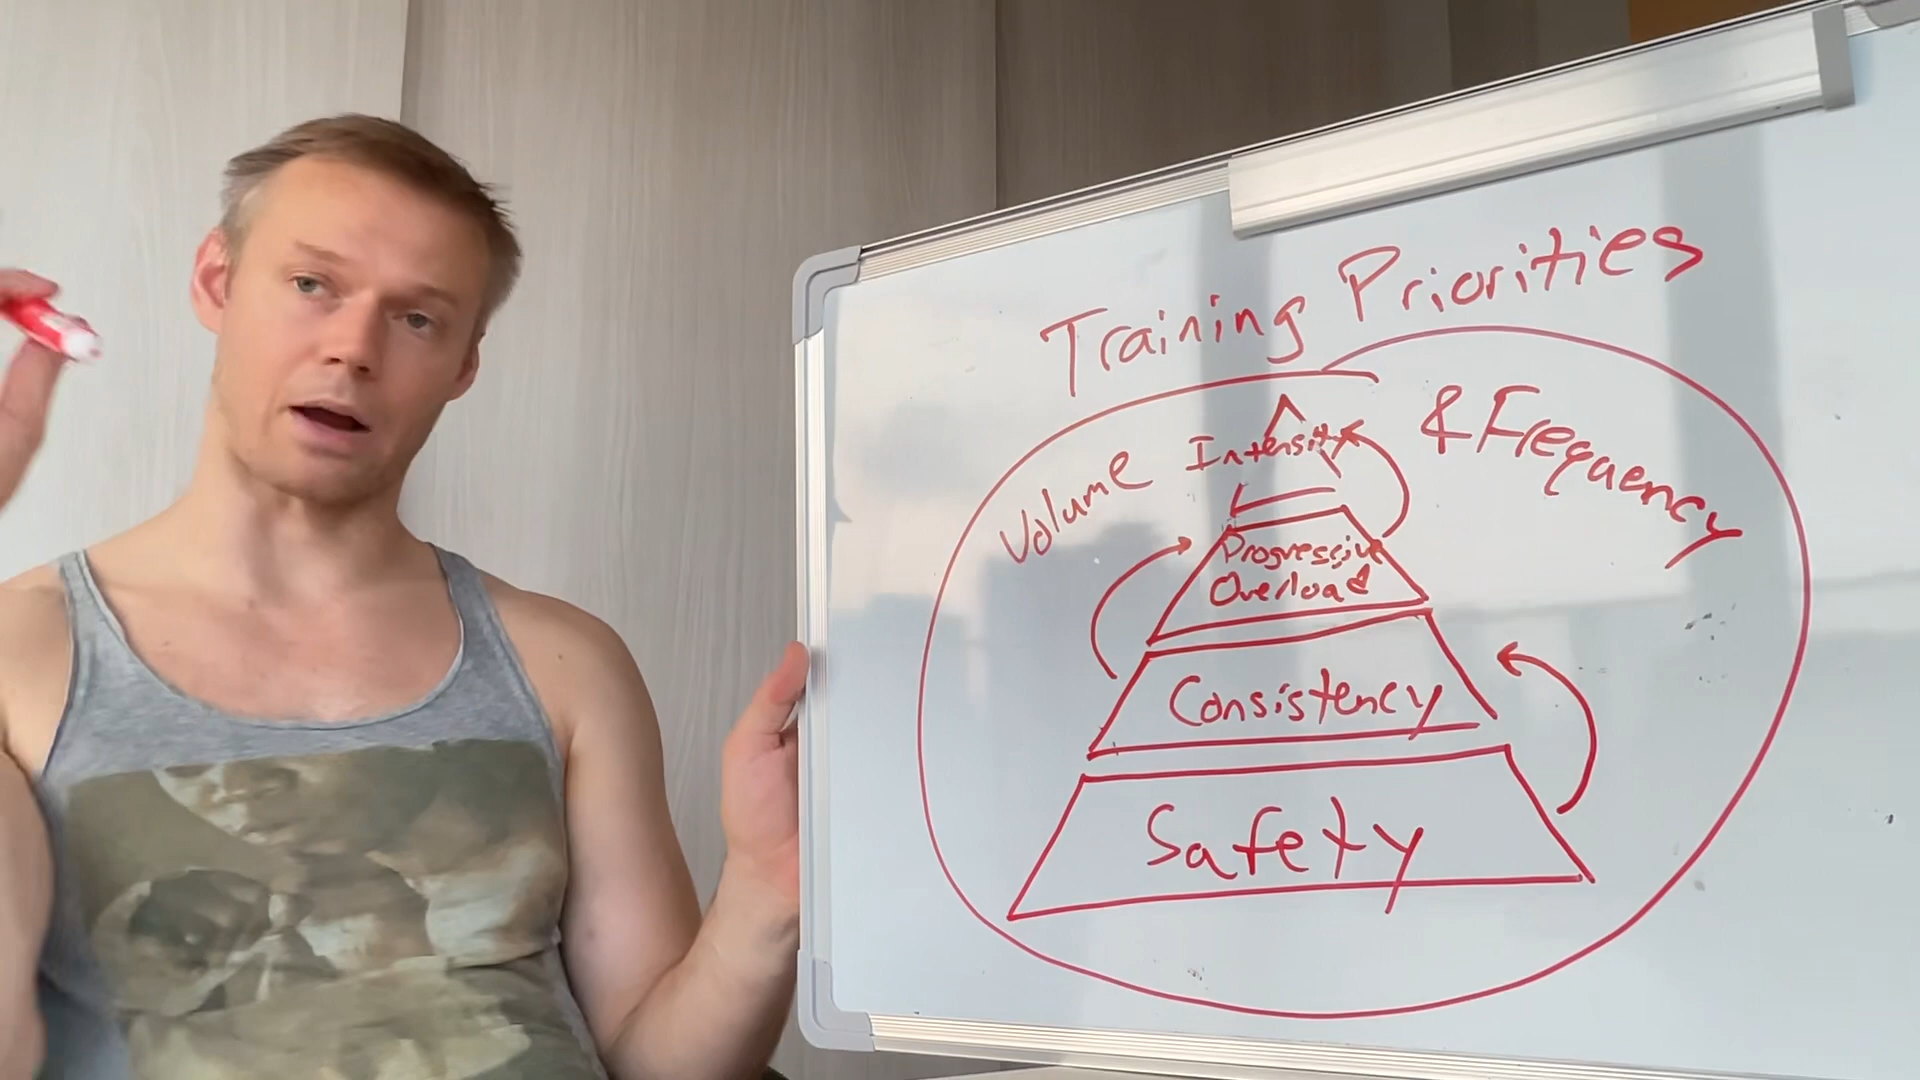 Training Priorities
& Frequency
Volume
Intensity
Progressive
Overload
Consistency
Safety